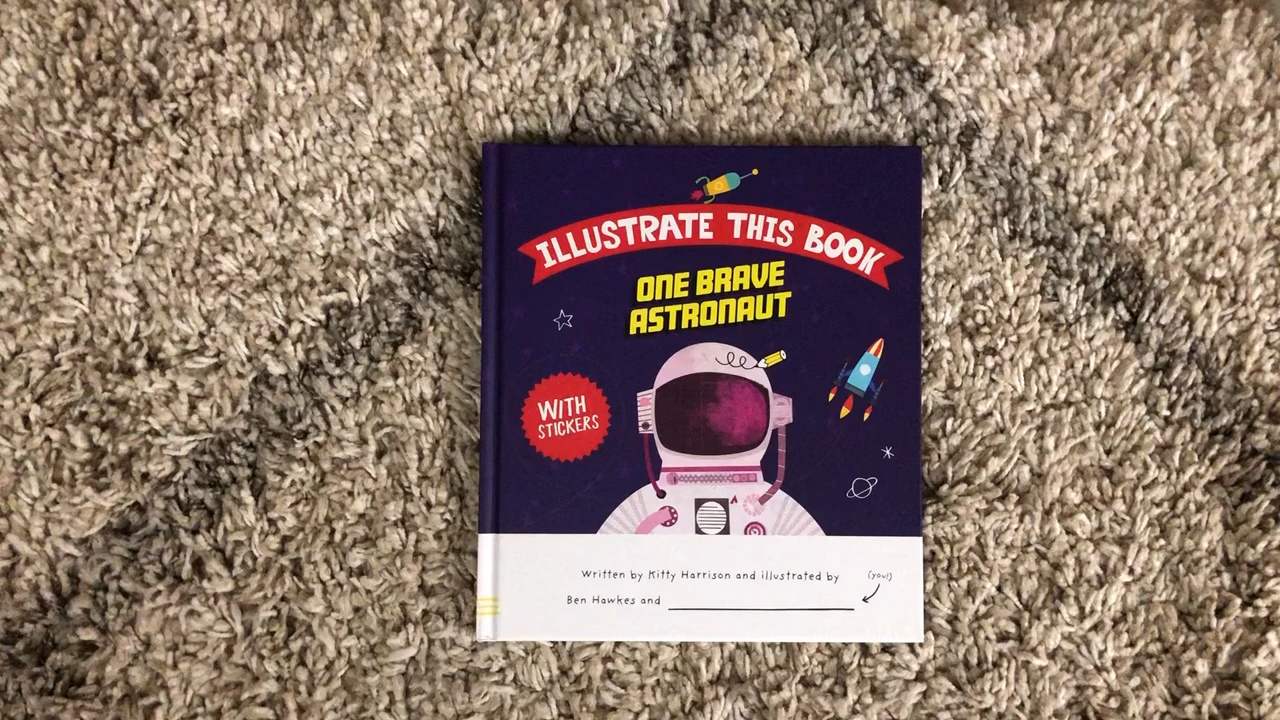 ILLUSTRATE THIS BOOK
ONE BRAVE
ASTRONAUT
WITH
STICKERS
Written by Kitty Harrison and illustrated by
(you!)
Ben Hawkes and